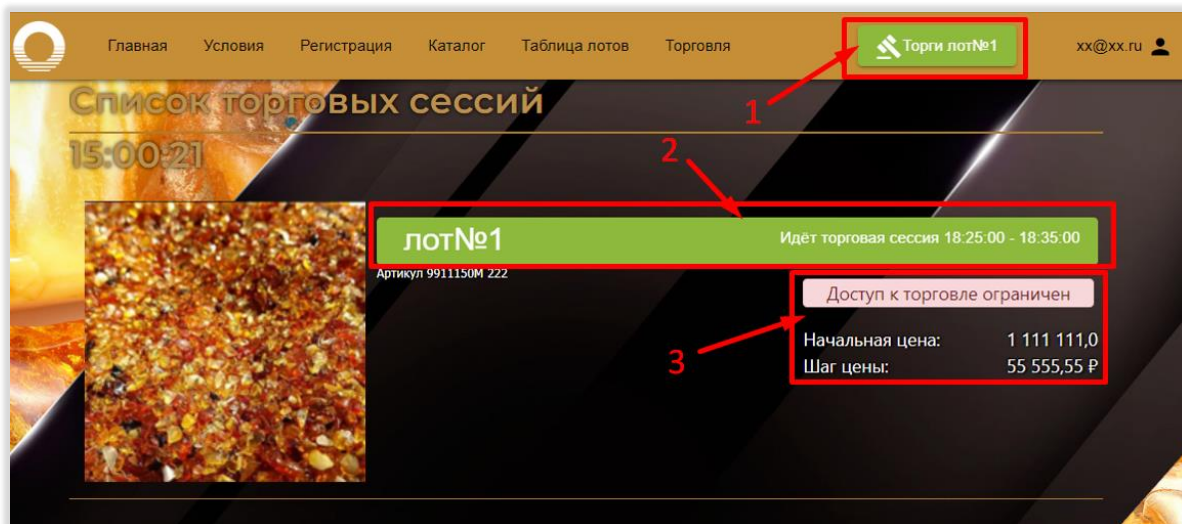 Главная Условия Регистрация Каталог Таблица лотов Торговля Торги лот№1 xx@xx.ru
1
Список торговых сессий
15:00:21
2
лот№1 Идёт торговая сессия 18:25:00 - 18:35:00
Артикул 9911150М 222
Доступ к торговле ограничен
3
Начальная цена: 1 111 111,0
Шаг цены: 55 555,55 ₽